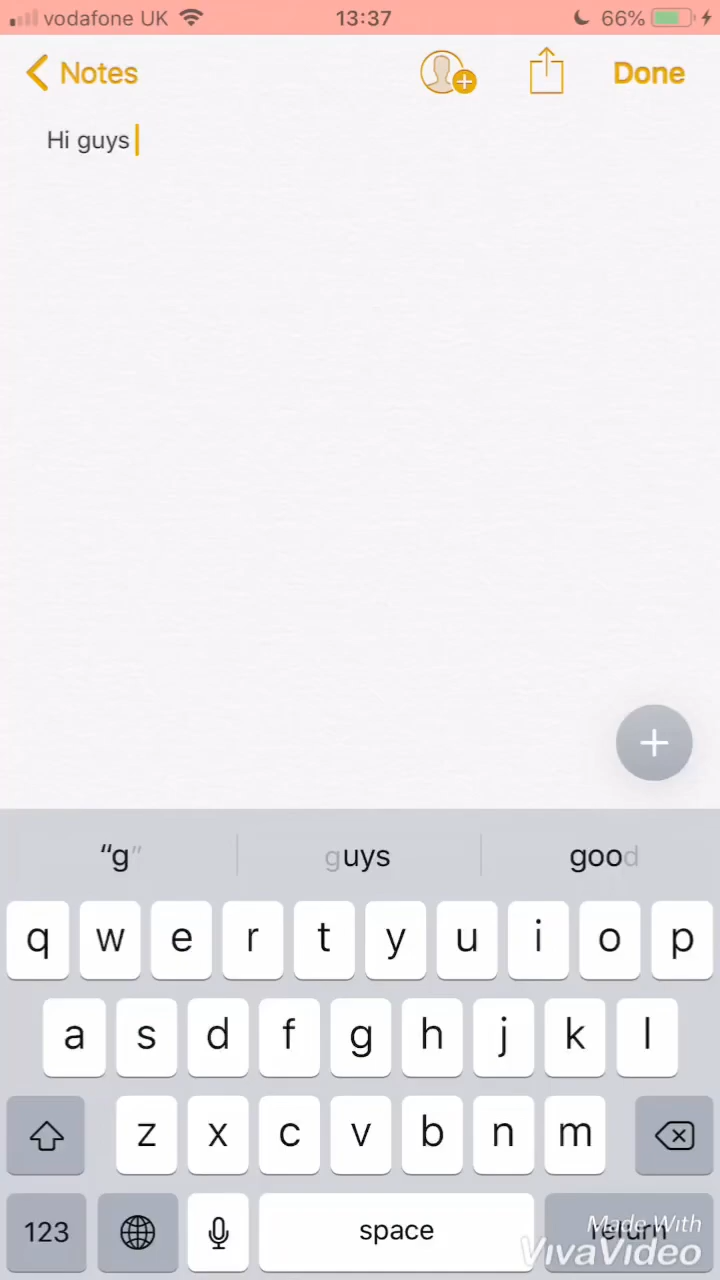 vodafone UK 13:37 66%
Notes Done
Hi guys
“g” guys good
q w e r t y u i o p
a s d f g h j k l
z x c v b n m
123 space return
Made With
VivaVideo